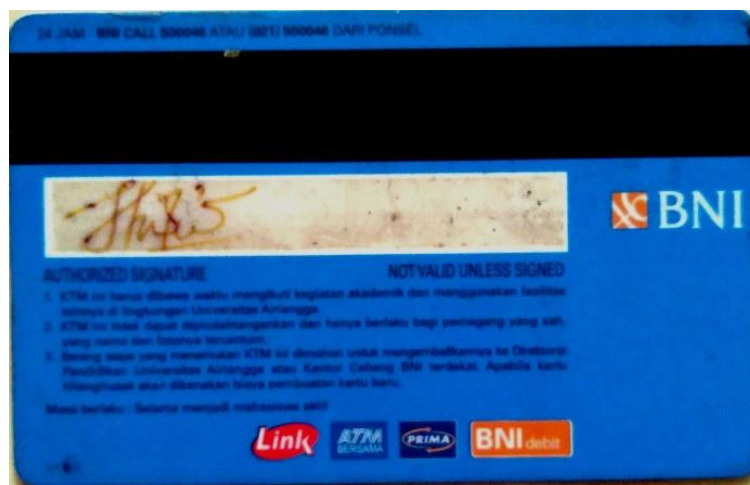 24 JAM BNI CALL 500046 ATAU (021) 500046 DARI PONSEL
BNI
AUTHORIZED SIGNATURE NOT VALID UNLESS SIGNED
1. KTM ini harus dibawa waktu mengikuti kegiatan akademik dan menggunakan fasilitas
lainnya di lingkungan Universitas Airlangga.
2. KTM ini tidak dapat dipindahtangankan dan hanya berlaku bagi pemegang yang sah,
yang nama dan fotonya tercantum.
3. Barang siapa yang menemukan KTM ini dimohon untuk mengembalikannya ke Direktorat
Pendidikan Universitas Airlangga atau Kantor Cabang BNI terdekat. Apabila kartu
hilang/rusak akan dikenakan biaya pembuatan kartu baru.
Masa berlaku : Selama menjadi mahasiswa aktif
Link ATM BERSAMA PRIMA BNI debit